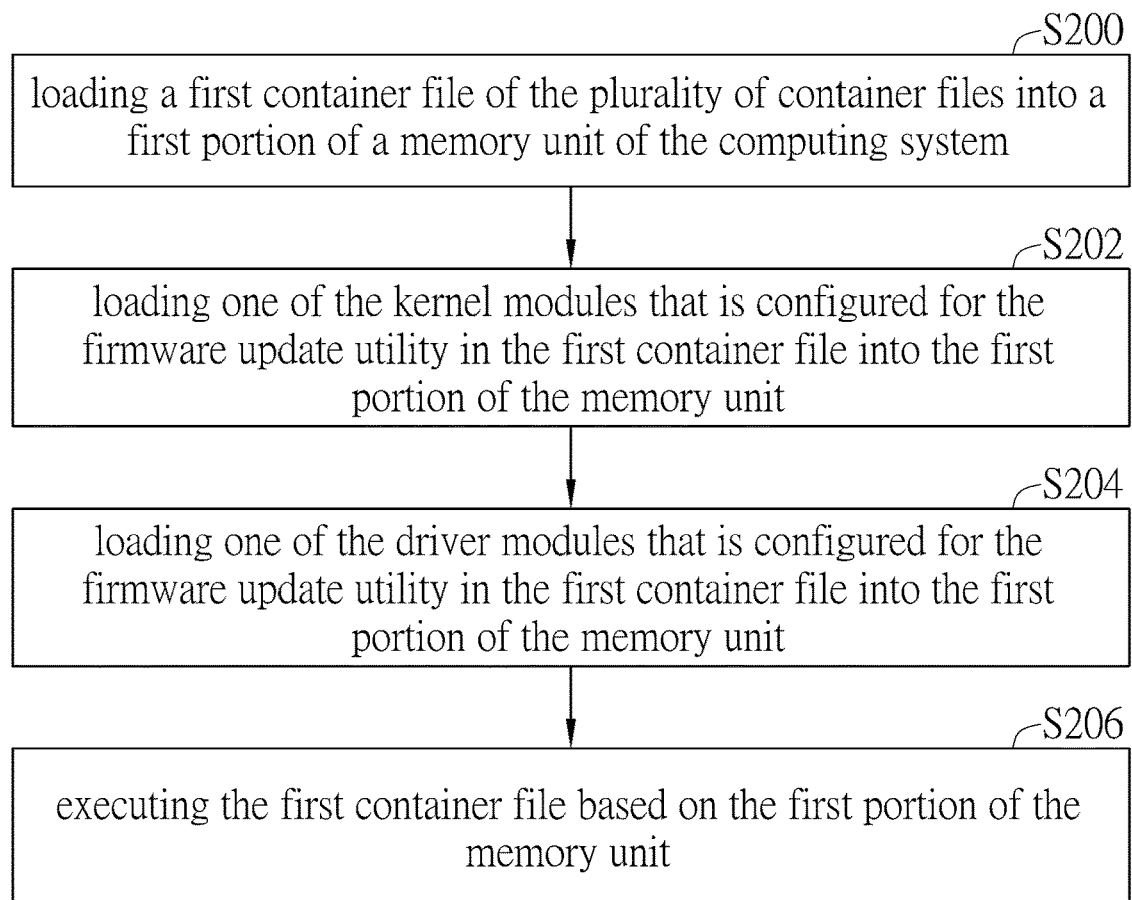 S200
loading a first container file of the plurality of container files into a
first portion of a memory unit of the computing system
S202
loading one of the kernel modules that is configured for the
firmware update utility in the first container file into the first
portion of the memory unit
S204
loading one of the driver modules that is configured for the
firmware update utility in the first container file into the first
portion of the memory unit
S206
executing the first container file based on the first portion of the
memory unit